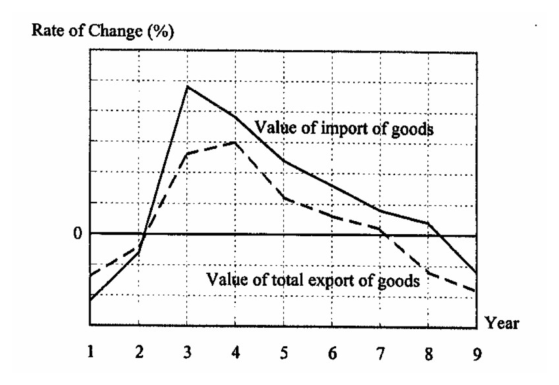 Rate of Change (%)
Value of import of goods
0
Value of total export of goods
Year
1 2 3 4 5 6 7 8 9